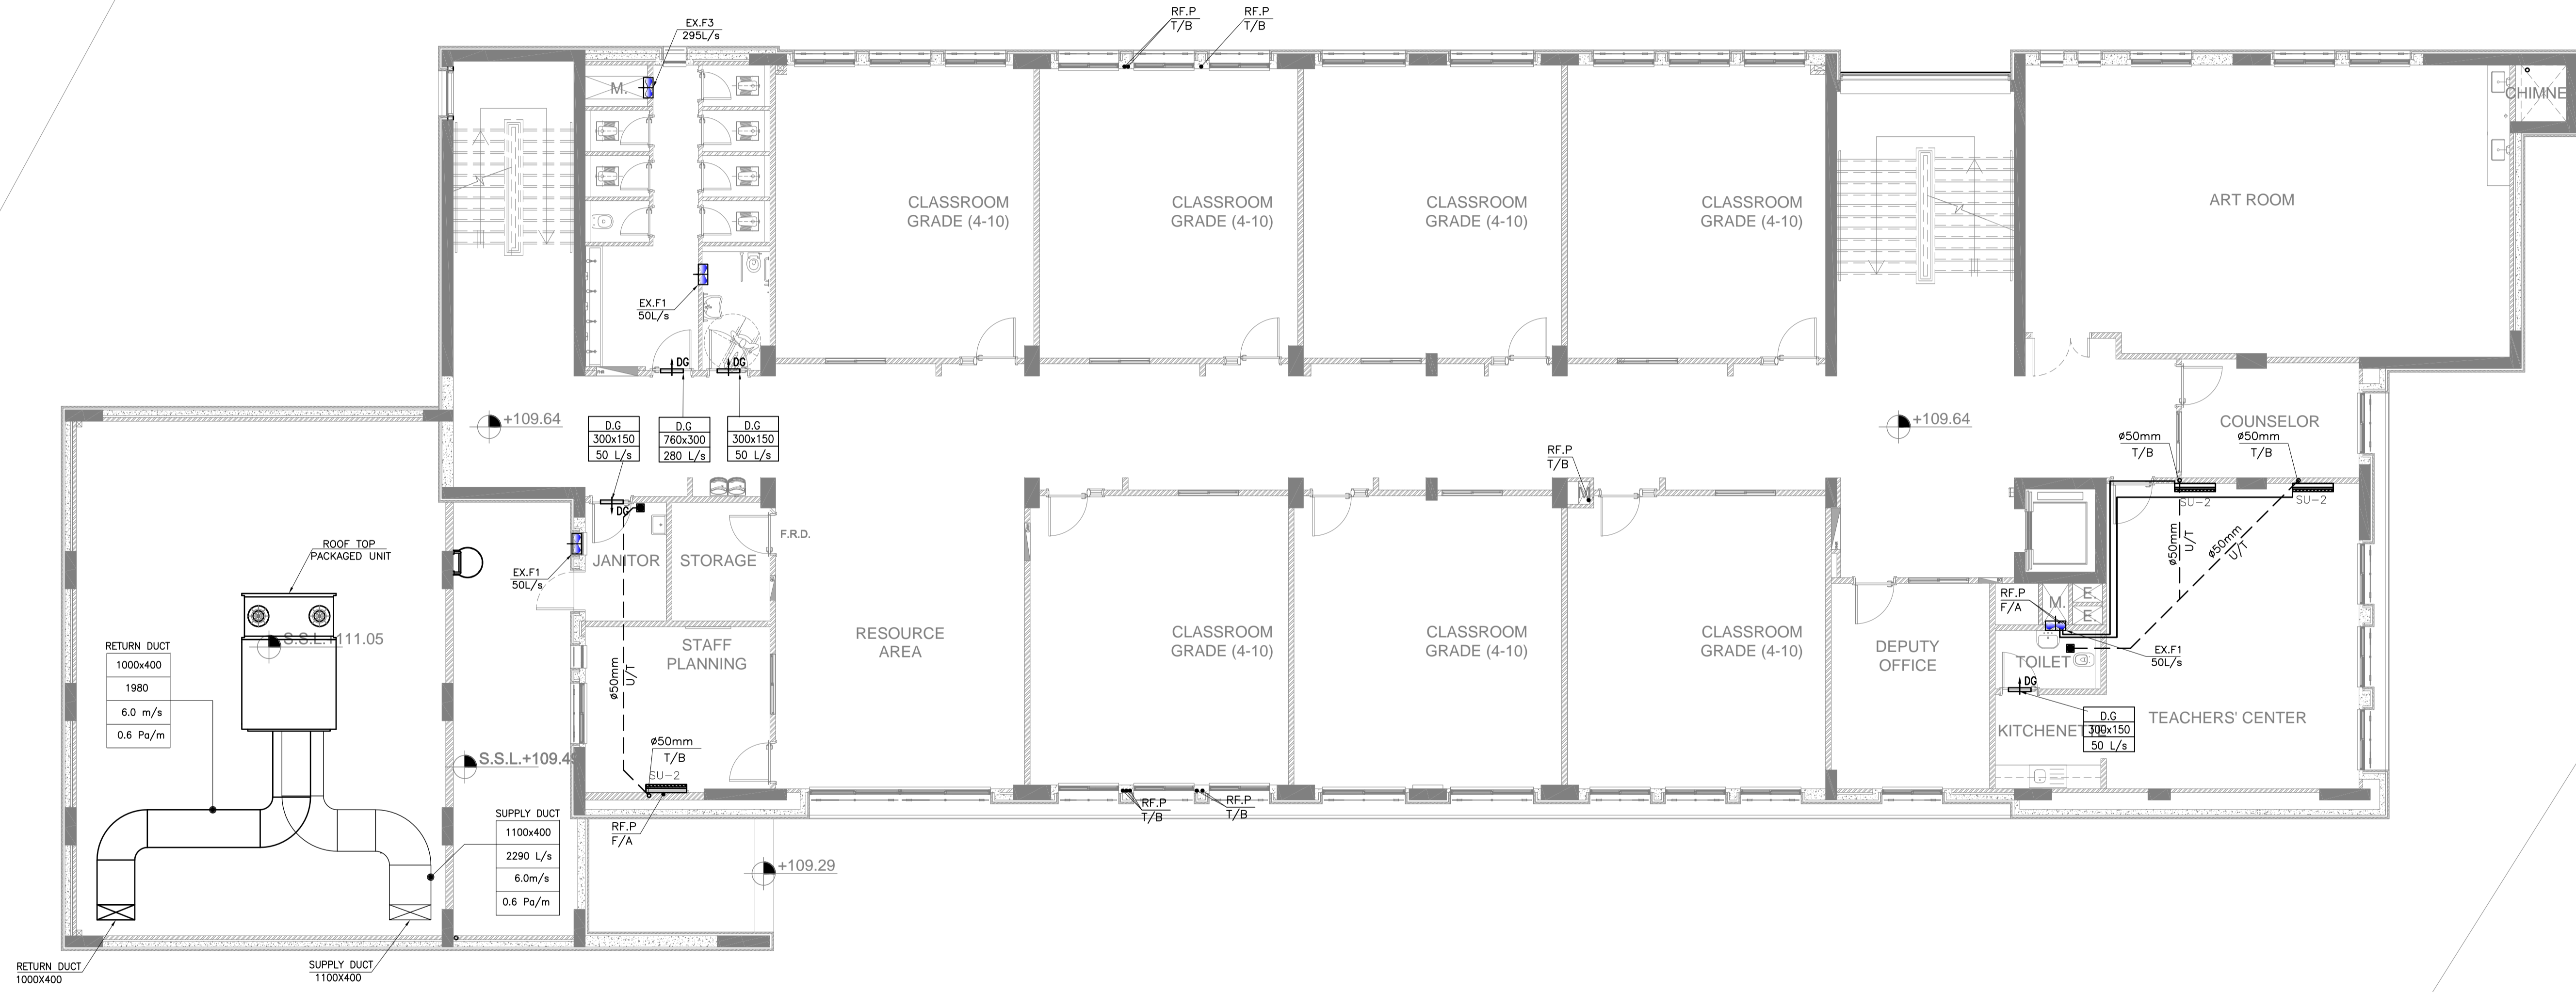 RF.P
T/B
RF.P
T/B
EX.F3
295L/s
M.
CHIMNE
CLASSROOM
GRADE (4-10)
CLASSROOM
GRADE (4-10)
CLASSROOM
GRADE (4-10)
CLASSROOM
GRADE (4-10)
ART ROOM
EX.F1
50L/s
DG
DG
+109.64
D.G
300x150
50 L/s
D.G
760x300
280 L/s
D.G
300x150
50 L/s
+109.64
COUNSELOR
Ø50mm
T/B
Ø50mm
T/B
RF.P
T/B
M
SU-2
SU-2
DG
F.R.D.
JANITOR
STORAGE
EX.F1
50L/s
Ø50mm
U/T
Ø50mm
U/T
ROOF TOP
PACKAGED UNIT
S.S.L.+111.05
RETURN DUCT
1000x400
1980
6.0 m/s
0.6 Pa/m
STAFF
PLANNING
Ø50mm
U/T
RESOURCE
AREA
CLASSROOM
GRADE (4-10)
CLASSROOM
GRADE (4-10)
CLASSROOM
GRADE (4-10)
DEPUTY
OFFICE
RF.P
F/A
M.
E.
E.
TOILET
EX.F1
50L/s
DG
D.G
300x150
50 L/s
KITCHENET
TEACHERS' CENTER
S.S.L.+109.4
Ø50mm
T/B
SU-2
RF.P
F/A
RF.P
T/B
RF.P
T/B
SUPPLY DUCT
1100x400
2290 L/s
6.0m/s
0.6 Pa/m
+109.29
RETURN DUCT
1000X400
SUPPLY DUCT
1100X400